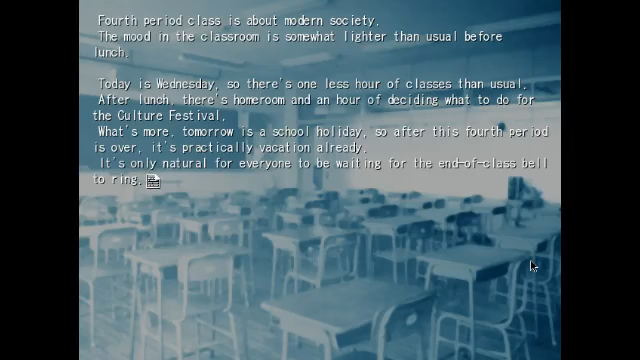 Fourth period class is about modern society.
The mood in the classroom is somewhat lighter than usual before
lunch.
Today is Wednesday, so there's one less hour of classes than usual.
After lunch, there's homeroom and an hour of deciding what to do for
the Culture Festival.
What's more, tomorrow is a school holiday, so after this fourth period
is over, it's practically vacation already.
It's only natural for everyone to be waiting for the end-of-class bell
to ring.